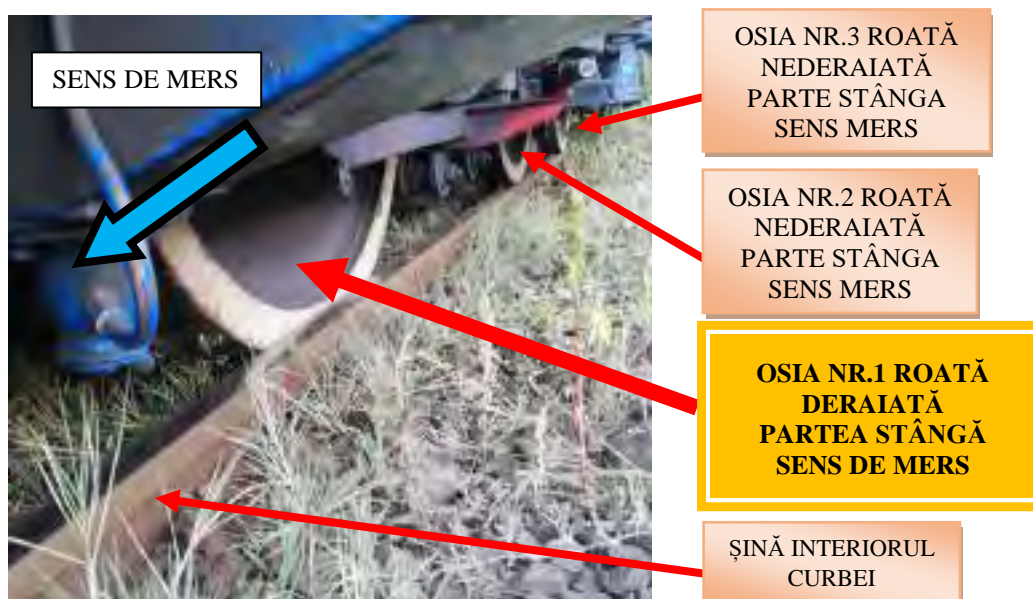 SENS DE MERS
OSIA NR.3 ROATĂ
NEDERAIATĂ
PARTE STÂNGA
SENS MERS
OSIA NR.2 ROATĂ
NEDERAIATĂ
PARTE STÂNGA
SENS MERS
OSIA NR.1 ROATĂ
DERAIATĂ
PARTEA STÂNGĂ
SENS DE MERS
ȘINĂ INTERIORUL
CURBEI